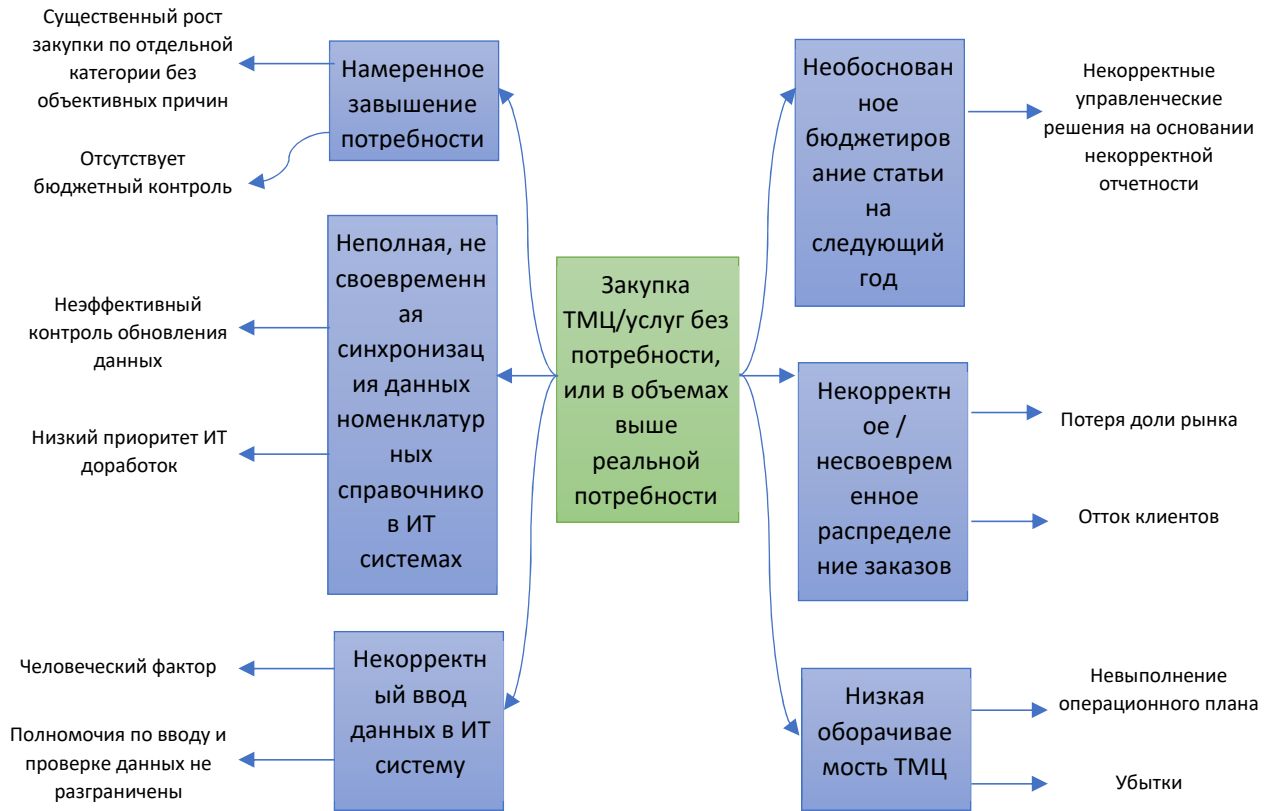 Существенный рост
закупки по отдельной
категории без
объективных причин
Отсутствует
бюджетный контроль
Намеренное
завышение
потребности
Неэффективный
контроль обновления
данных
Низкий приоритет ИТ
доработок
Неполная, не
своевременн
ая
синхронизац
ия данных
номенклатур
ных
справочнико
в ИТ
системах
Человеческий фактор
Полномочия по вводу и
проверке данных не
разграничены
Некорректн
ый ввод
данных в ИТ
систему
Закупка
ТМЦ/услуг без
потребности,
или в объемах
выше
реальной
потребности
Необоснован
ное
бюджетиров
ание статьи
на
следующий
год
Некорректные
управленческие
решения на основании
некорректной
отчетности
Некорректн
ое /
несвоеврем
енное
распределе
ние заказов
Потеря доли рынка
Отток клиентов
Низкая
оборачивае
мость ТМЦ
Невыполнение
операционного плана
Убытки